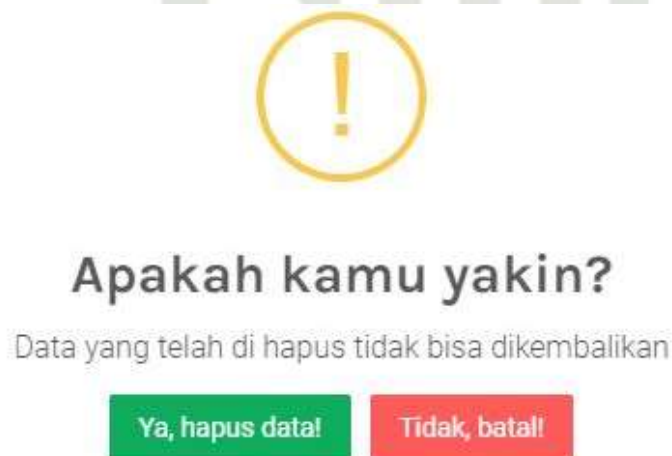 !
Apakah kamu yakin?
Data yang telah di hapus tidak bisa dikembalikan
Ya, hapus data! Tidak, batal!